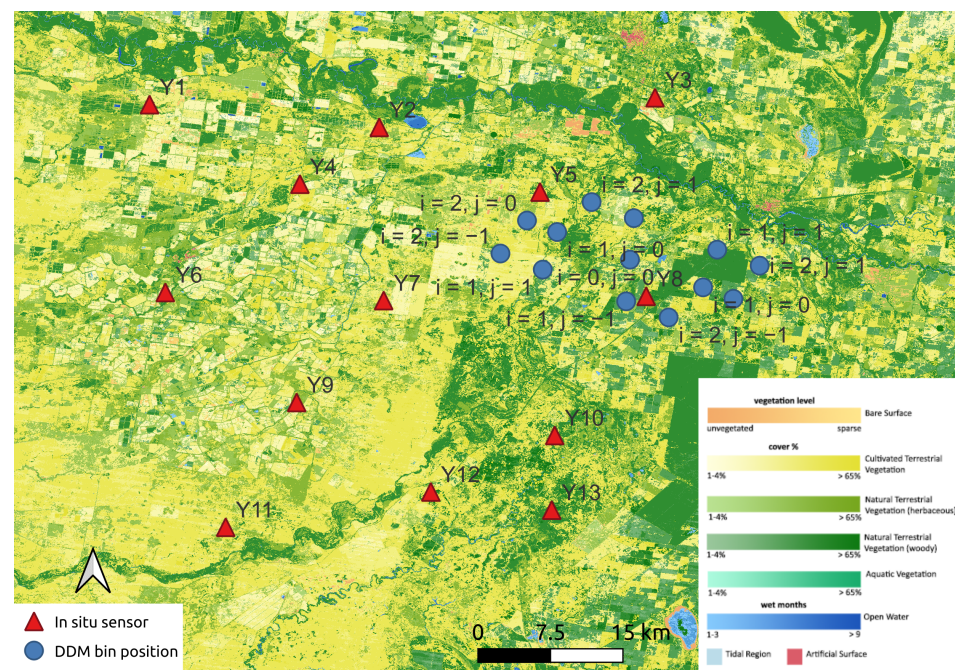 Y1
Y3
Y2
Y4
Y5
i = 2, j = 1
i = 2, j = 0
i = 2, j = −1
i = 1, j = 1
i = 1, j = 0
i = 2, j = 1
Y6
Y7
i = 1, j = 1
i = 0, j = 0
Y8
i = 1, j = −1
i = 1, j = 0
i = 2, j = −1
Y9
Y10
Y12
Y13
Y11
vegetation level
Bare Surface
unvegetated sparse
cover %
Cultivated Terrestrial
Vegetation
1-4% > 65%
Natural Terrestrial
Vegetation (herbaceous)
1-4% > 65%
Natural Terrestrial
Vegetation (woody)
1-4% > 65%
Aquatic Vegetation
1-4% > 65%
wet months
Open Water
1-3 > 9
Tidal Region Artificial Surface
In situ sensor
DDM bin position
0 7.5 15 km